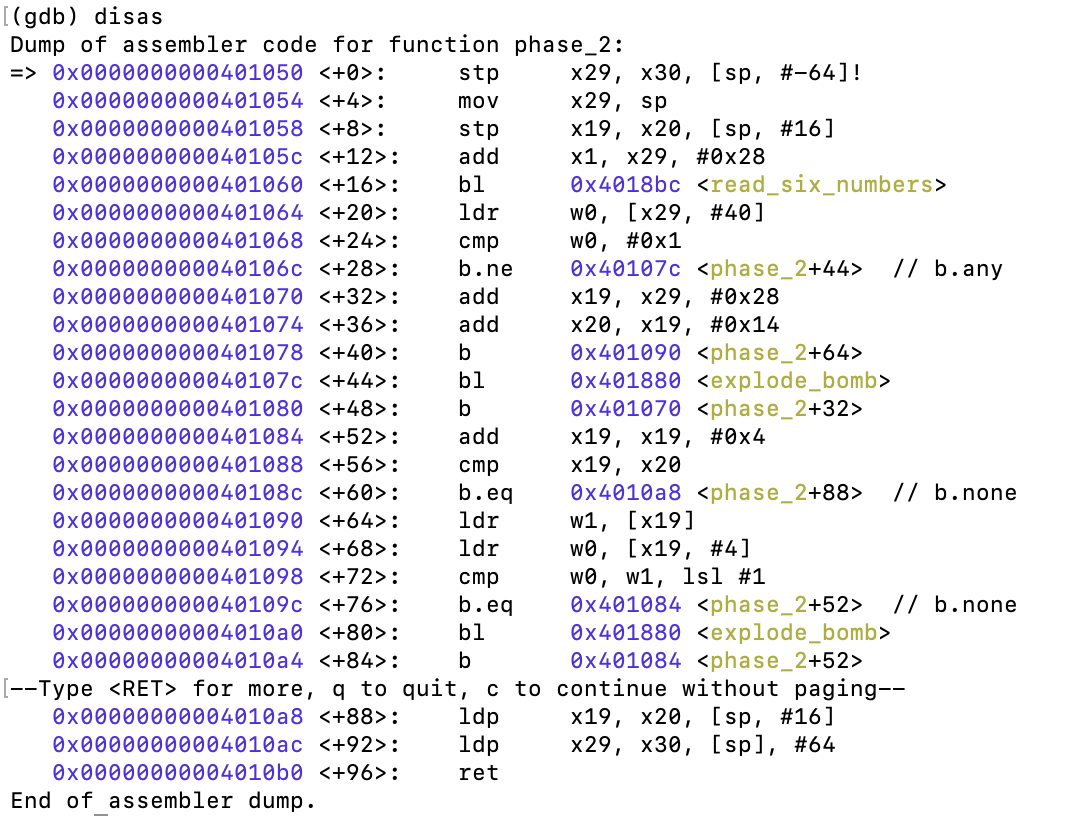 (gdb) disas
Dump of assembler code for function phase_2:
=> 0x0000000000401050 <+0>:     stp     x29, x30, [sp, #-64]!
   0x0000000000401054 <+4>:     mov     x29, sp
   0x0000000000401058 <+8>:     stp     x19, x20, [sp, #16]
   0x000000000040105c <+12>:    add     x1, x29, #0x28
   0x0000000000401060 <+16>:    bl      0x4018bc <read_six_numbers>
   0x0000000000401064 <+20>:    ldr     w0, [x29, #40]
   0x0000000000401068 <+24>:    cmp     w0, #0x1
   0x000000000040106c <+28>:    b.ne    0x40107c <phase_2+44>  // b.any
   0x0000000000401070 <+32>:    add     x19, x29, #0x28
   0x0000000000401074 <+36>:    add     x20, x19, #0x14
   0x0000000000401078 <+40>:    b       0x401090 <phase_2+64>
   0x000000000040107c <+44>:    bl      0x401880 <explode_bomb>
   0x0000000000401080 <+48>:    b       0x401070 <phase_2+32>
   0x0000000000401084 <+52>:    add     x19, x19, #0x4
   0x0000000000401088 <+56>:    cmp     x19, x20
   0x000000000040108c <+60>:    b.eq    0x4010a8 <phase_2+88>  // b.none
   0x0000000000401090 <+64>:    ldr     w1, [x19]
   0x0000000000401094 <+68>:    ldr     w0, [x19, #4]
   0x0000000000401098 <+72>:    cmp     w0, w1, lsl #1
   0x000000000040109c <+76>:    b.eq    0x401084 <phase_2+52>  // b.none
   0x00000000004010a0 <+80>:    bl      0x401880 <explode_bomb>
   0x00000000004010a4 <+84>:    b       0x401084 <phase_2+52>
--Type <RET> for more, q to quit, c to continue without paging--
   0x00000000004010a8 <+88>:    ldp     x19, x20, [sp, #16]
   0x00000000004010ac <+92>:    ldp     x29, x30, [sp], #64
   0x00000000004010b0 <+96>:    ret
End of assembler dump.